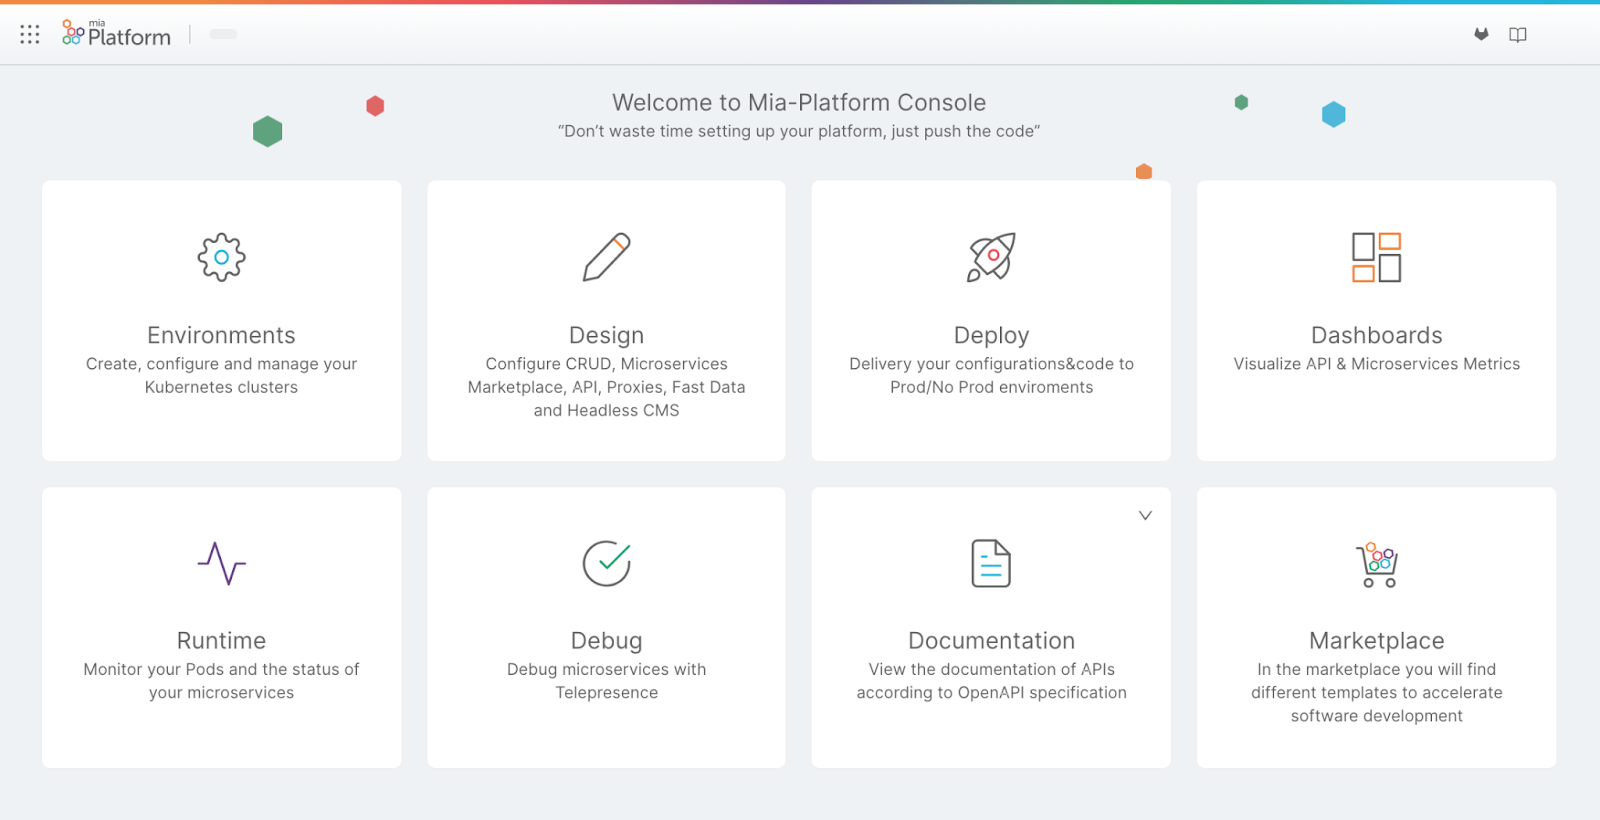 mia
Platform
Welcome to Mia-Platform Console
“Don’t waste time setting up your platform, just push the code”
Environments
Create, configure and manage your
Kubernetes clusters
Design
Configure CRUD, Microservices
Marketplace, API, Proxies, Fast Data
and Headless CMS
Deploy
Delivery your configurations&code to
Prod/No Prod enviroments
Dashboards
Visualize API & Microservices Metrics
Runtime
Monitor your Pods and the status of
your microservices
Debug
Debug microservices with
Telepresence
Documentation
View the documentation of APIs
according to OpenAPI specification
Marketplace
In the marketplace you will find
different templates to accelerate
software development